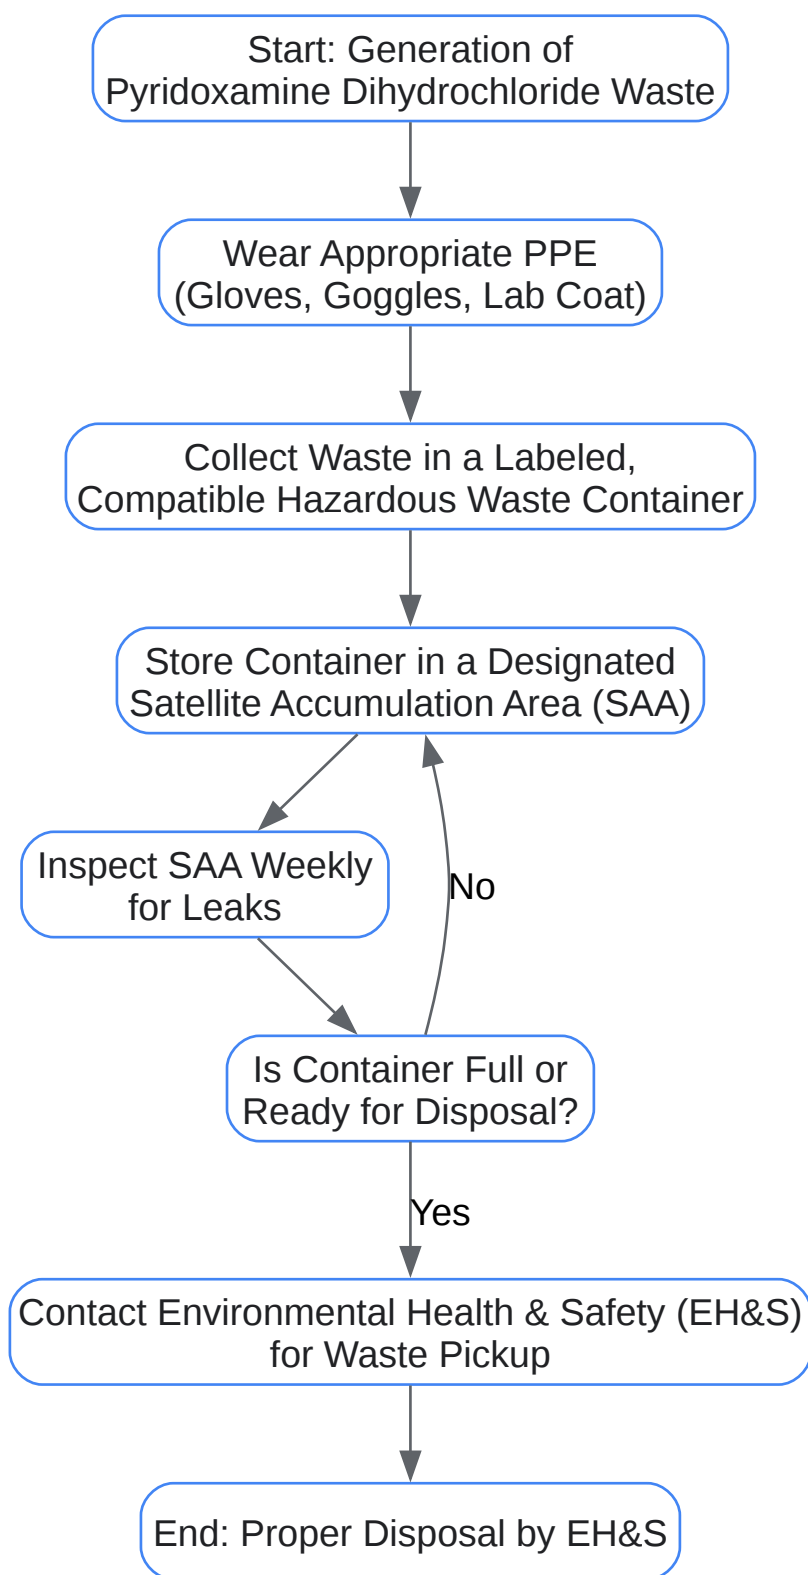 Start: Generation of
Pyridoxamine Dihydrochloride Waste
Wear Appropriate PPE
(Gloves, Goggles, Lab Coat)
Collect Waste in a Labeled,
Compatible Hazardous Waste Container
Store Container in a Designated
Satellite Accumulation Area (SAA)
Inspect SAA Weekly
for Leaks
No
Is Container Full or
Ready for Disposal?
Yes
Contact Environmental Health & Safety (EH&S)
for Waste Pickup
End: Proper Disposal by EH&S